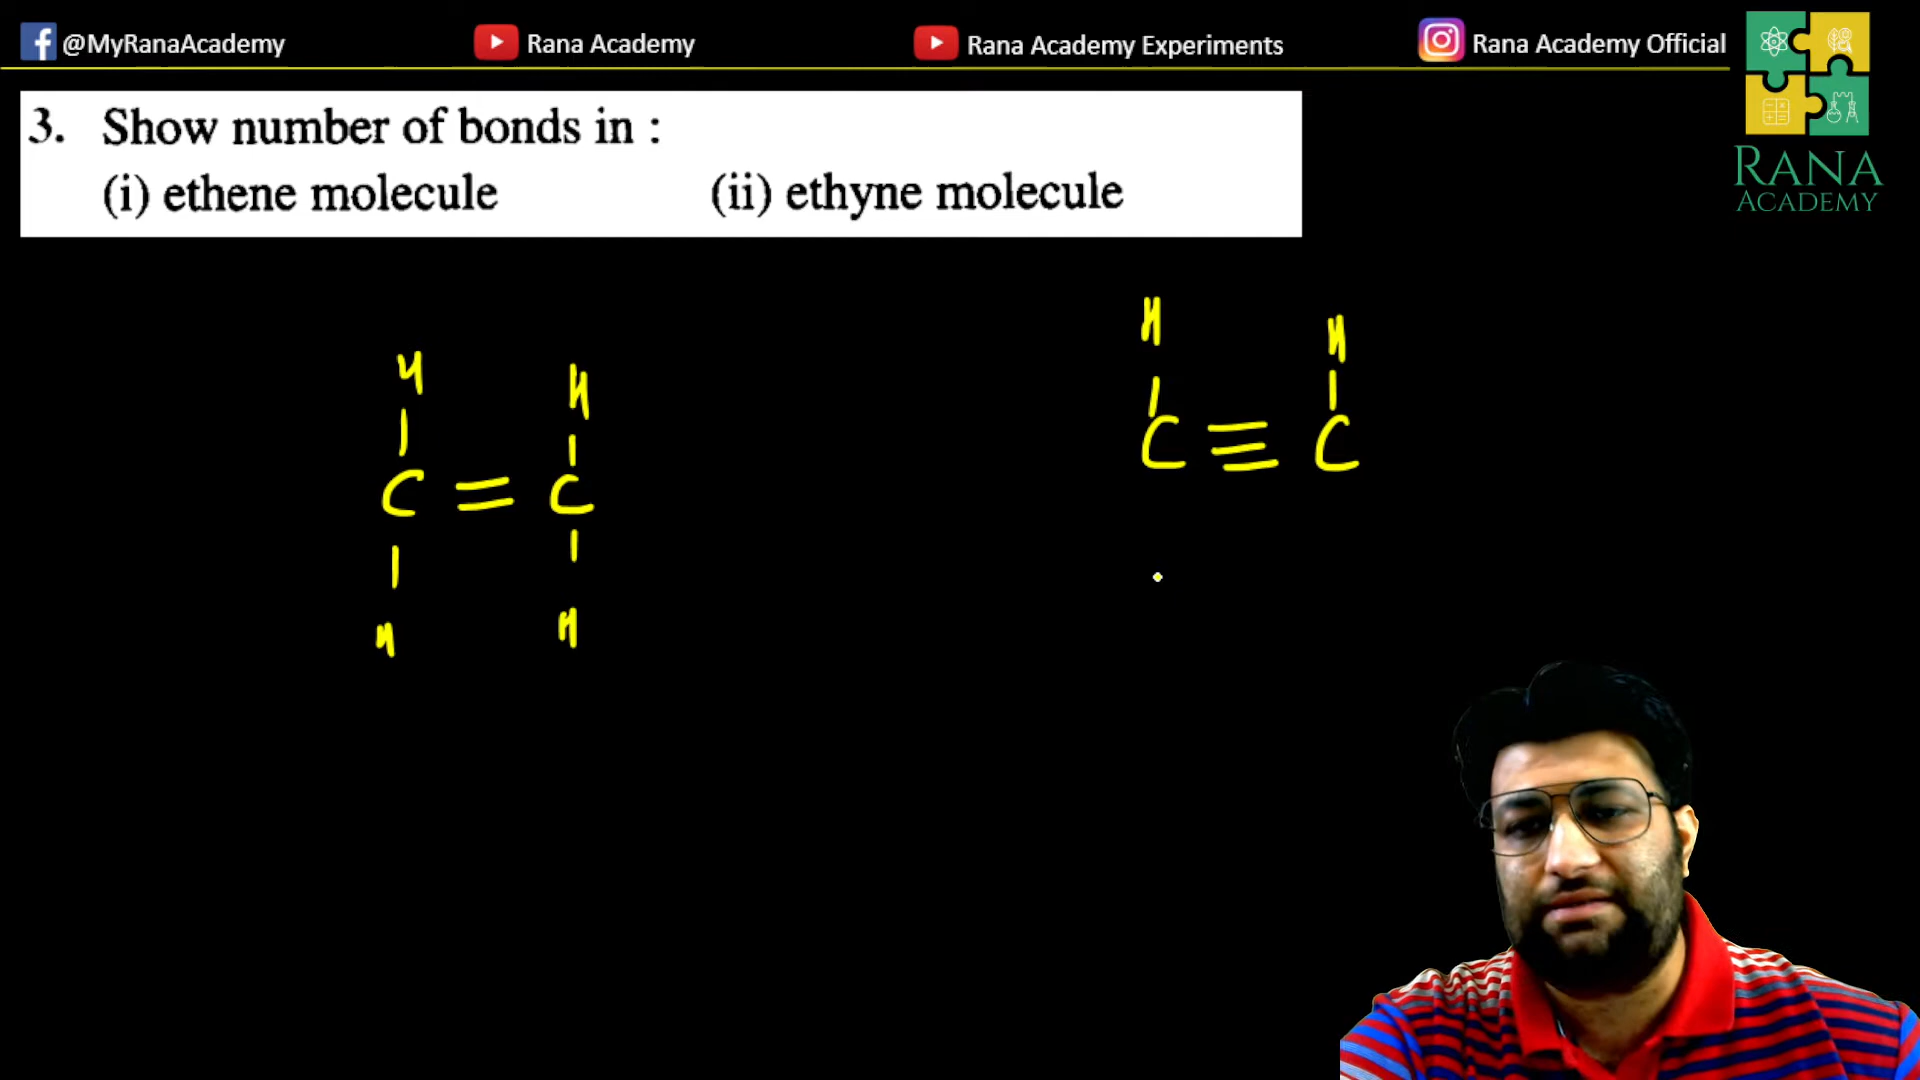 @MyRanaAcademy Rana Academy Rana Academy Experiments Rana Academy Official
RANA
ACADEMY
3. Show number of bonds in :
(i) ethene molecule (ii) ethyne molecule
H H
H H
C = C
C ≡ C
H H